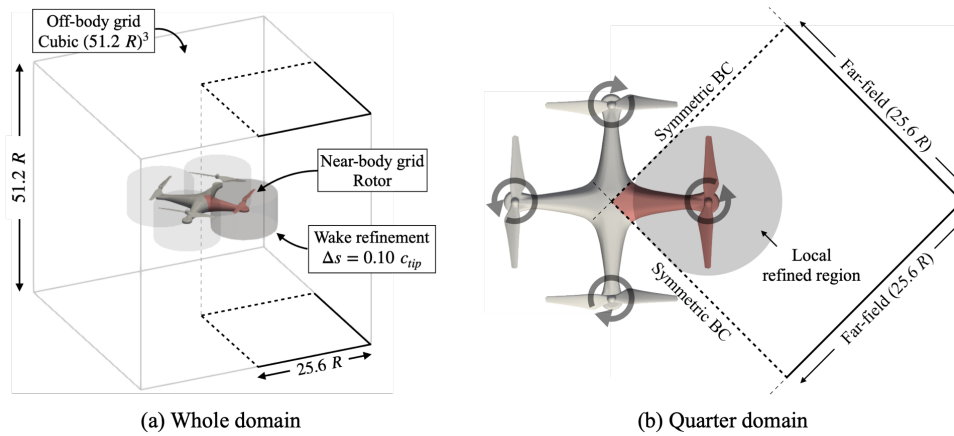 Off-body grid
Cubic (51.2 R)³
51.2 R
Near-body grid
Rotor
Wake refinement
Δs = 0.10 c_tip
25.6 R
(a) Whole domain
Symmetric BC
Far-field (25.6 R)
Local
refined region
Symmetric BC
Far-field (25.6 R)
(b) Quarter domain